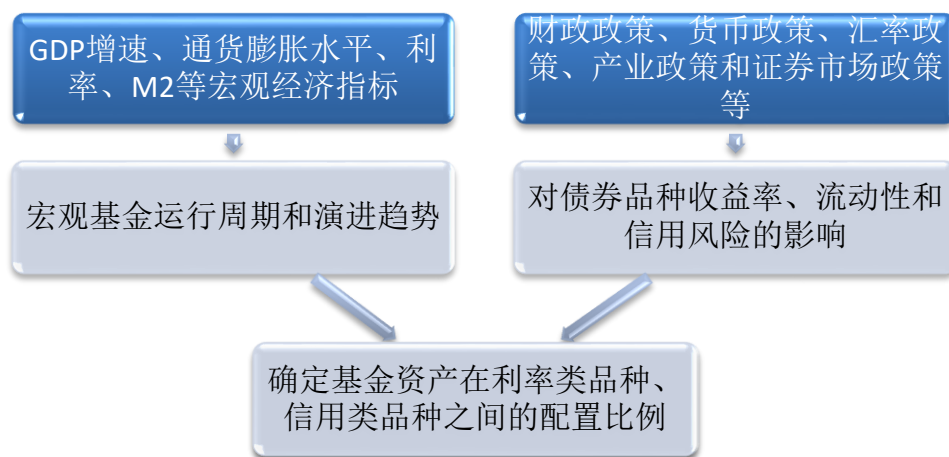 GDP增速、通货膨胀水平、利
率、M2等宏观经济指标
财政政策、货币政策、汇率政
策、产业政策和证券市场政策
等
宏观基金运行周期和演进趋势
对债券品种收益率、流动性和
信用风险的影响
确定基金资产在利率类品种、
信用类品种之间的配置比例